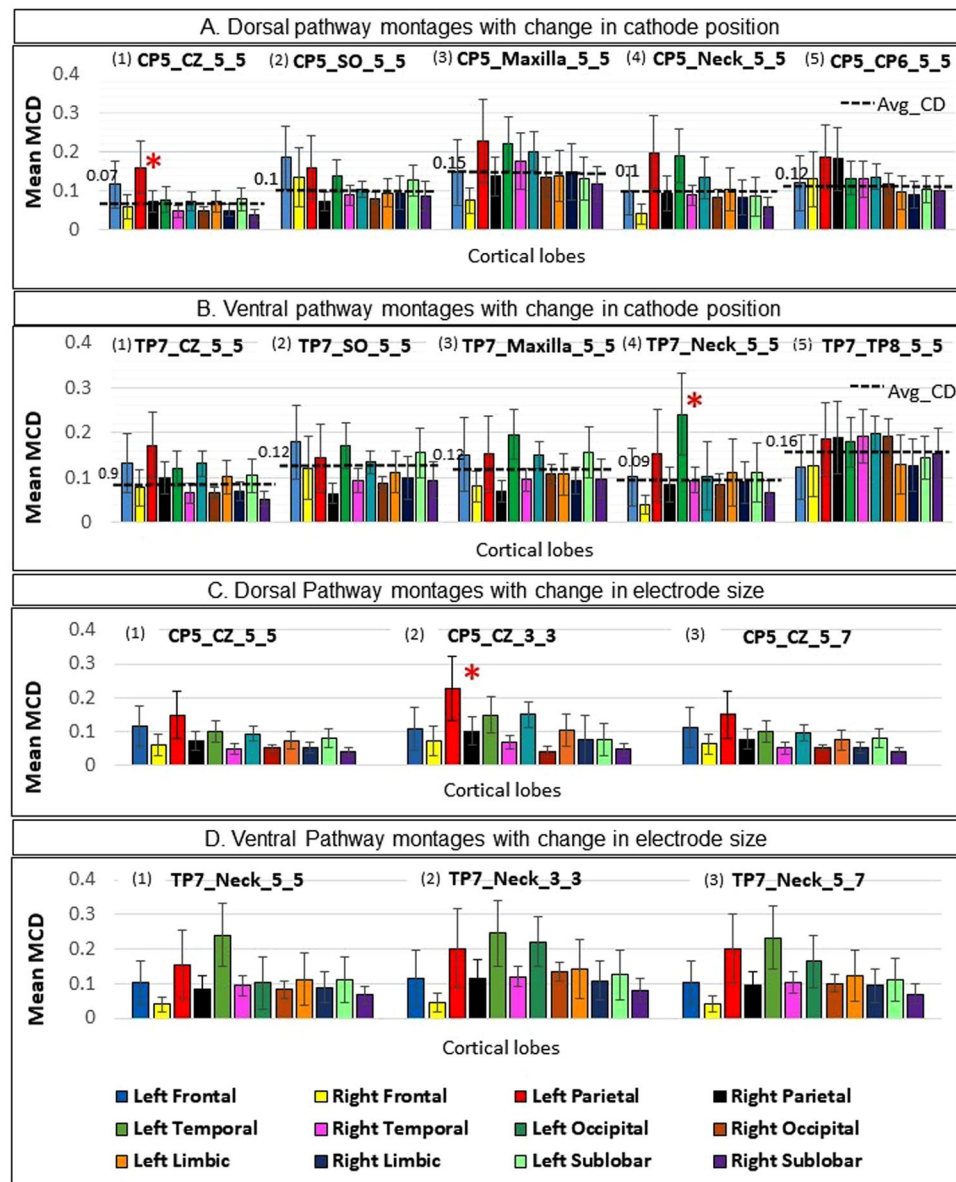 A. Dorsal pathway montages with change in cathode position
(1) CP5_CZ_5_5 (2) CP5_SO_5_5 (3) CP5_Maxilla_5_5 (4) CP5_Neck_5_5 (5) CP5_CP6_5_5
Mean MCD
0.4
0.3
0.2
0.1
0
0.07
*
0.1
0.15
0.1
0.12
Avg_CD
Cortical lobes
B. Ventral pathway montages with change in cathode position
(1) TP7_CZ_5_5 (2) TP7_SO_5_5 (3) TP7_Maxilla_5_5 (4) TP7_Neck_5_5 (5) TP7_TP8_5_5
Mean MCD
0.4
0.3
0.2
0.1
0
0.9
0.12
0.12
0.09
*
0.16
Avg_CD
Cortical lobes
C. Dorsal Pathway montages with change in electrode size
(1) CP5_CZ_5_5 (2) CP5_CZ_3_3 (3) CP5_CZ_5_7
Mean MCD
0.4
0.3
0.2
0.1
0
*
Cortical lobes
D. Ventral Pathway montages with change in electrode size
(1) TP7_Neck_5_5 (2) TP7_Neck_3_3 (3) TP7_Neck_5_7
Mean MCD
0.4
0.3
0.2
0.1
0
Cortical lobes
Left Frontal Right Frontal Left Parietal Right Parietal
Left Temporal Right Temporal Left Occipital Right Occipital
Left Limbic Right Limbic Left Sublobar Right Sublobar